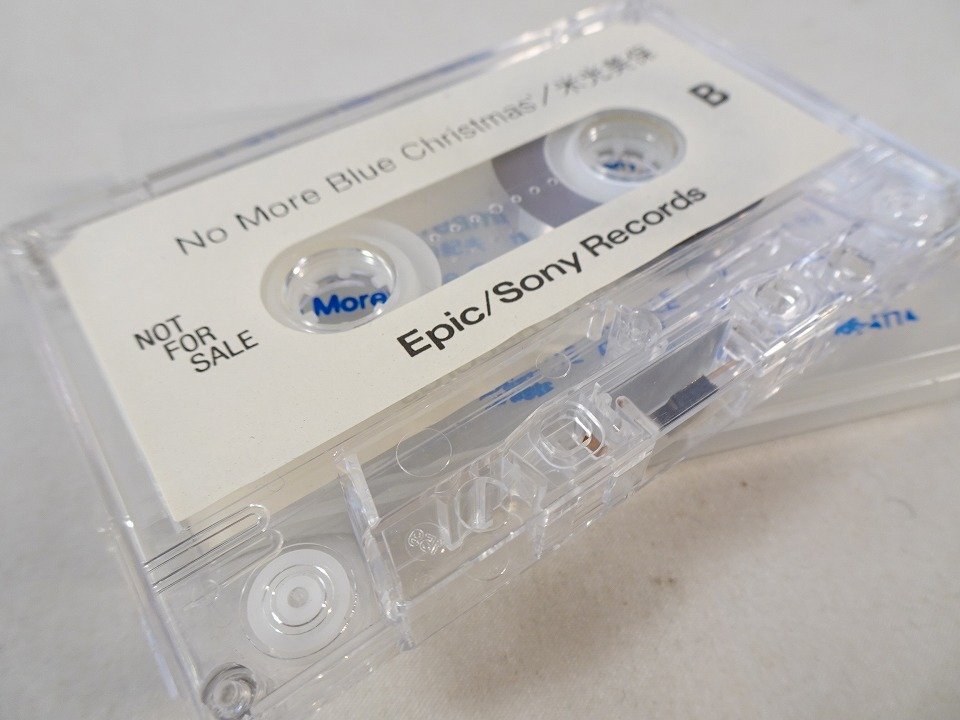 No More Blue Christmas' / 米光美保
B
NOT
FOR
SALE
More
Epic/Sony Records